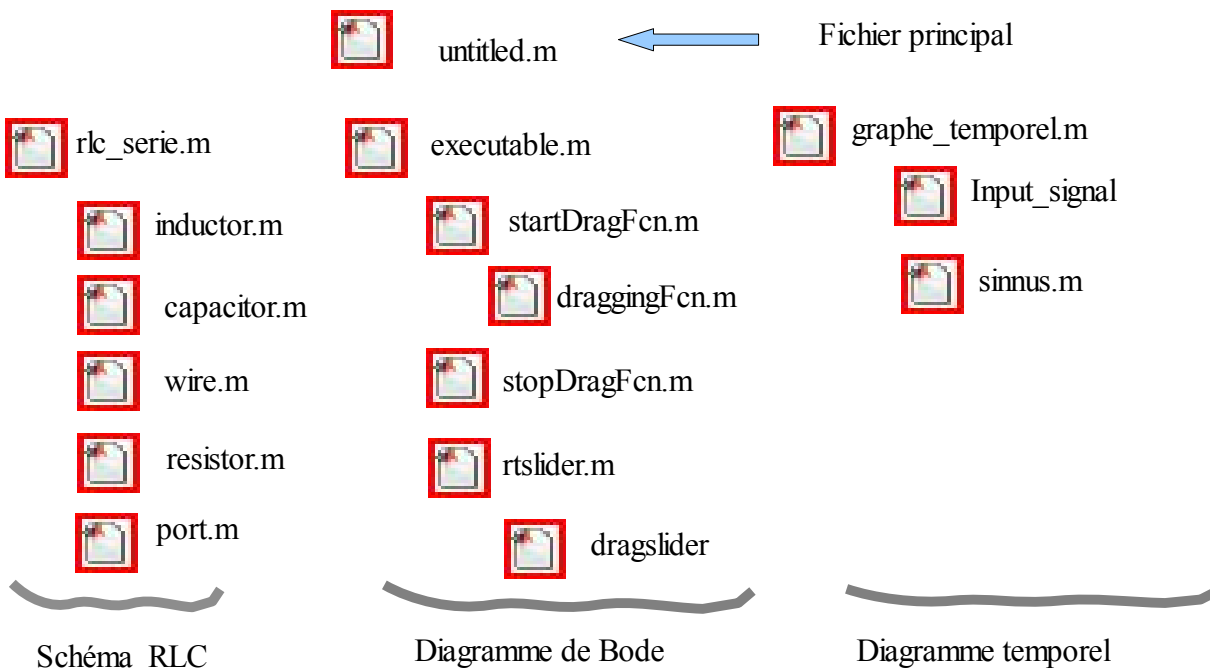 untitled.m
Fichier principal
rlc_serie.m
inductor.m
capacitor.m
wire.m
resistor.m
port.m
Schéma RLC
executable.m
startDragFcn.m
draggingFcn.m
stopDragFcn.m
rtslider.m
dragslider
Diagramme de Bode
graphe_temporel.m
Input_signal
sinnus.m
Diagramme temporel